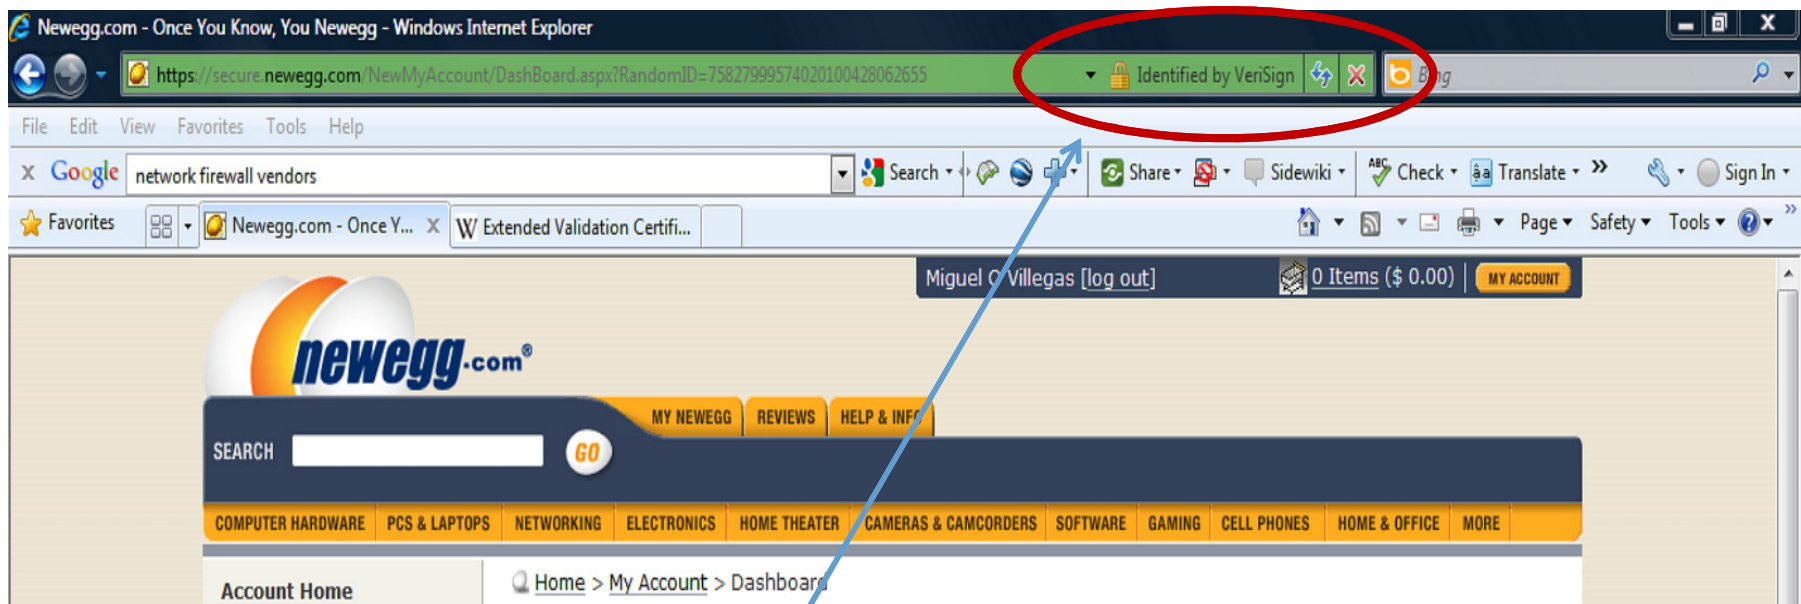 Newegg.com - Once You Know, You Newegg - Windows Internet Explorer
https://secure.newegg.com/NewMyAccount/DashBoard.aspx?RandomID=75827999574020100428062655 Identified by VeriSign Bing
File Edit View Favorites Tools Help
x Google network firewall vendors Search Share Sidewiki ABC Check Translate Sign In
Favorites Newegg.com - Once Y... X W Extended Validation Certifi... Page Safety Tools
Miguel O Villegas [log out] 0 Items ($ 0.00) MY ACCOUNT
newegg.com®
MY NEWEGG REVIEWS HELP & INFO
SEARCH GO
COMPUTER HARDWARE PCS & LAPTOPS NETWORKING ELECTRONICS HOME THEATER CAMERAS & CAMCORDERS SOFTWARE GAMING CELL PHONES HOME & OFFICE MORE
Account Home Home > My Account > Dashboard